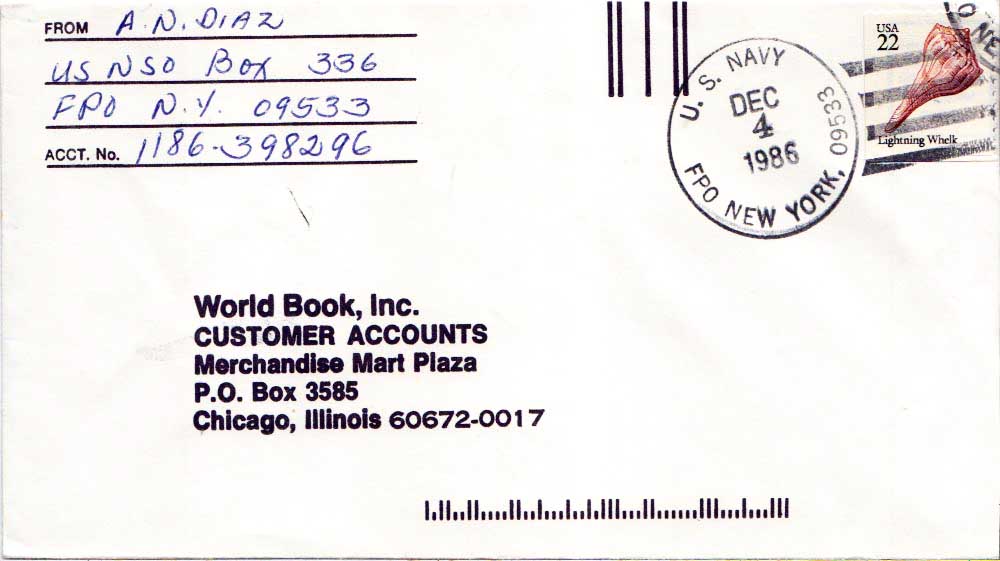 FROM A. N. DIAZ
US NSO Box 336
FPO N.Y. 09533
ACCT. No. 1186-398296
U. S. NAVY
DEC
4
1986
FPO NEW YORK, 09533
USA
22
Lightning Whelk
O NE
World Book, Inc.
CUSTOMER ACCOUNTS
Merchandise Mart Plaza
P.O. Box 3585
Chicago, Illinois 60672-0017